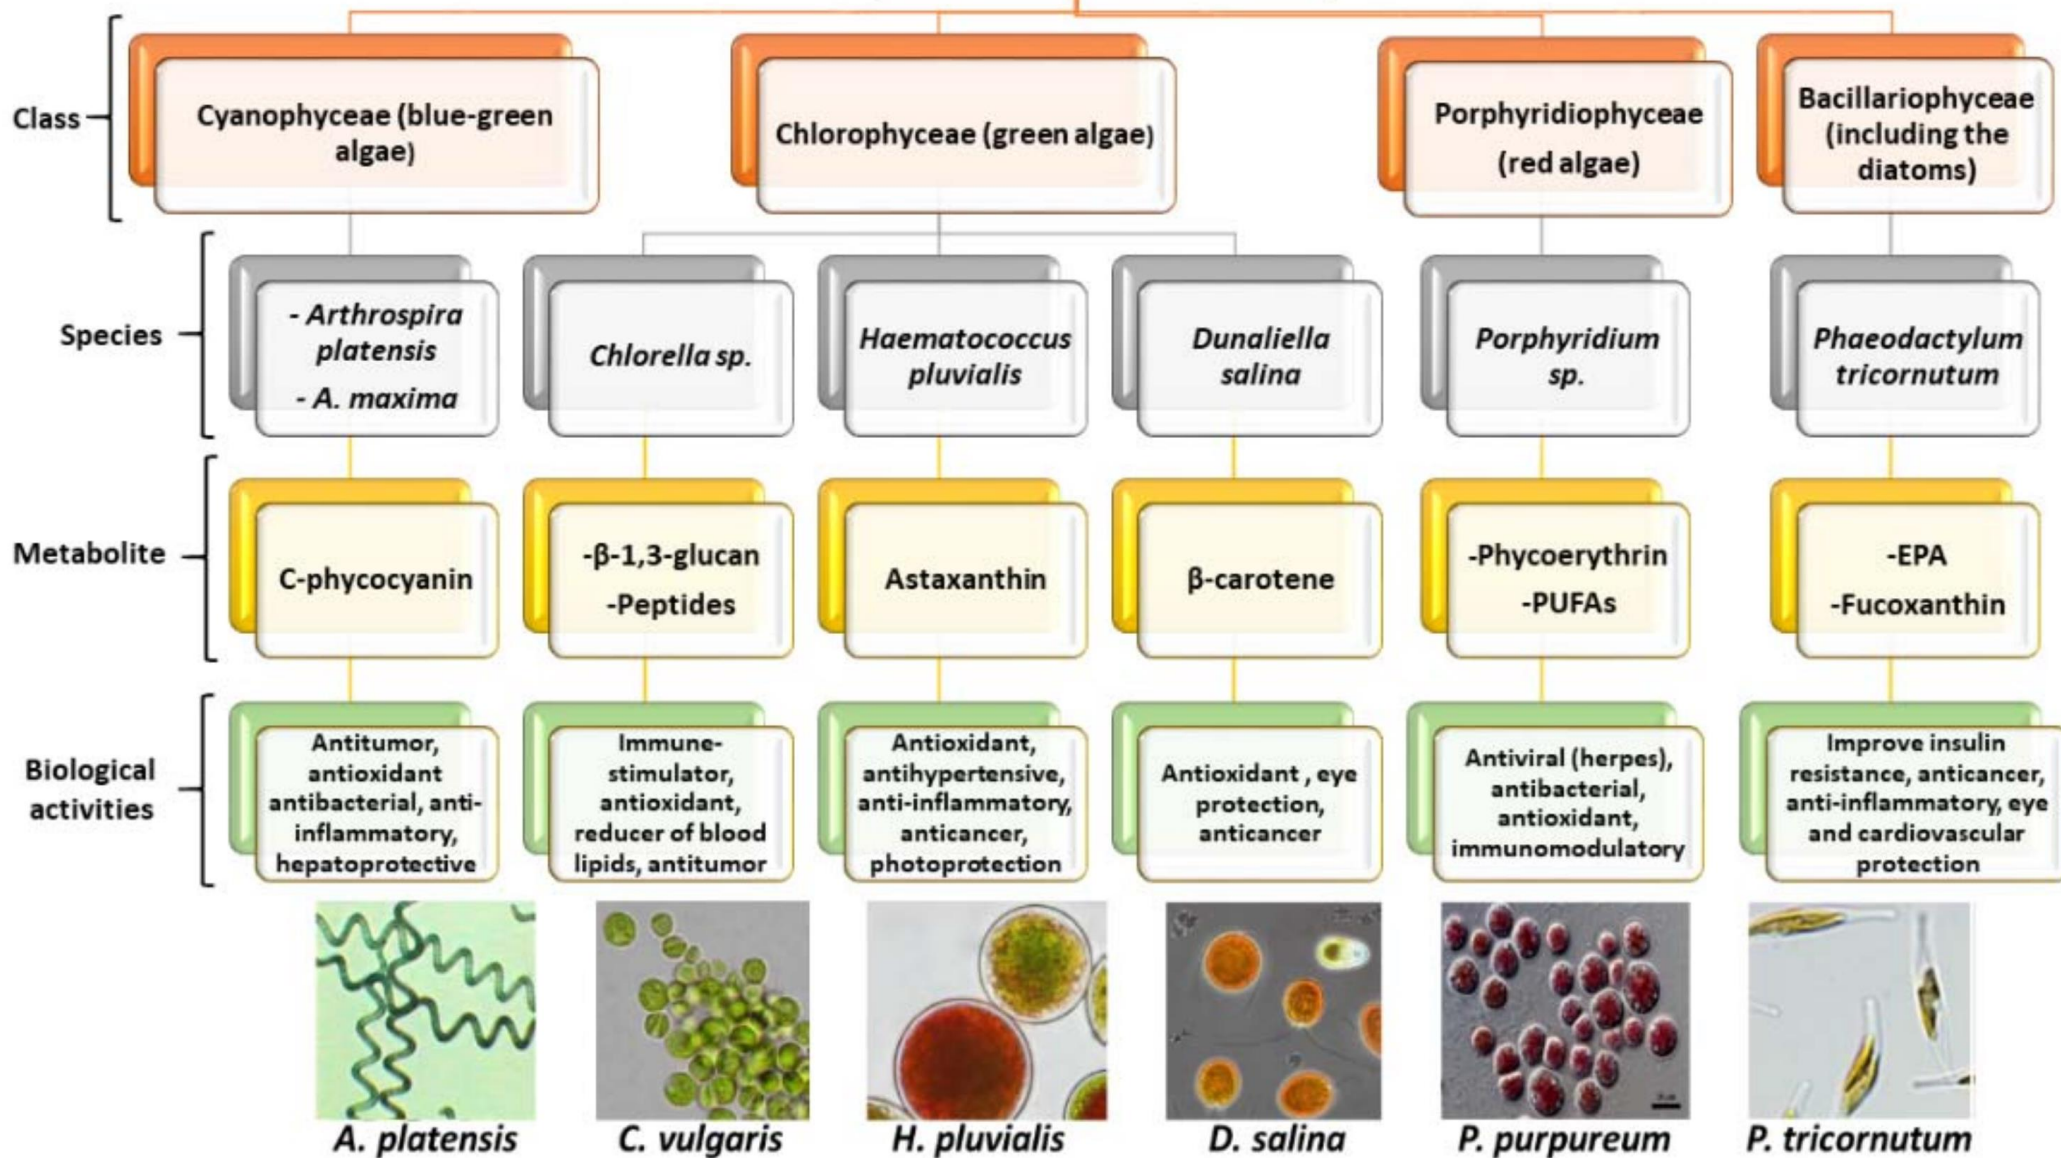 Class
Cyanophyceae (blue-green
algae)
Chlorophyceae (green algae)
Porphyridiophyceae
(red algae)
Bacillariophyceae
(including the
diatoms)
Species
- Arthrospira
platensis
- A. maxima
Chlorella sp.
Haematococcus
pluvialis
Dunaliella
salina
Porphyridium
sp.
Phaeodactylum
tricornutum
Metabolite
C-phycocyanin
-β-1,3-glucan
-Peptides
Astaxanthin
β-carotene
-Phycoerythrin
-PUFAs
-EPA
-Fucoxanthin
Biological
activities
Antitumor,
antioxidant
antibacterial, anti-
inflammatory,
hepatoprotective
Immune-
stimulator,
antioxidant,
reducer of blood
lipids, antitumor
Antioxidant,
antihypertensive,
anti-inflammatory,
anticancer,
photoprotection
Antioxidant , eye
protection,
anticancer
Antiviral (herpes),
antibacterial,
antioxidant,
immunomodulatory
Improve insulin
resistance, anticancer,
anti-inflammatory, eye
and cardiovascular
protection
A. platensis
C. vulgaris
H. pluvialis
D. salina
P. purpureum
P. tricornutum